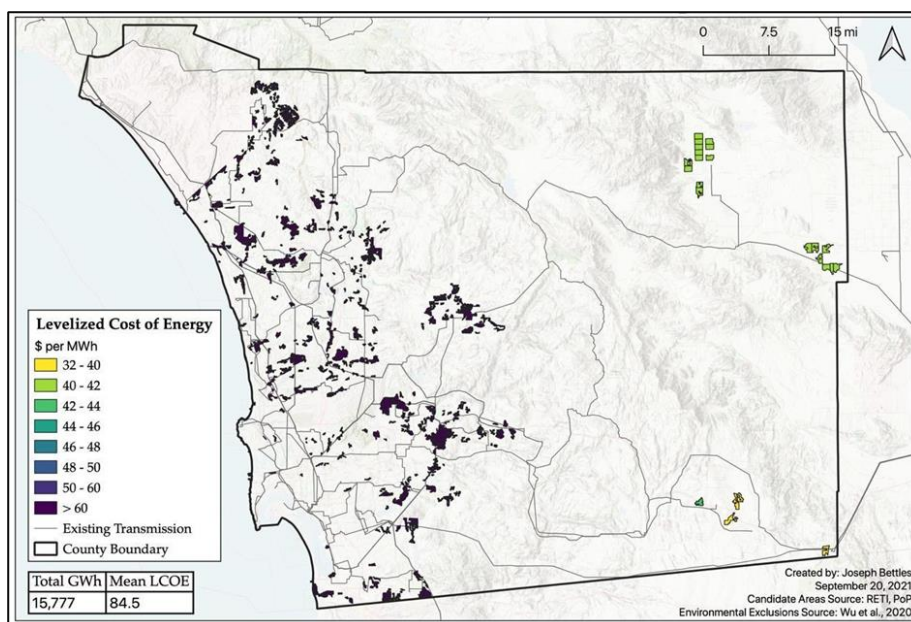 0 7.5 15 mi
Levelized Cost of Energy
$ per MWh
32 - 40
40 - 42
42 - 44
44 - 46
46 - 48
48 - 50
50 - 60
> 60
Existing Transmission
County Boundary
Total GWh Mean LCOE
15,777 84.5
Created by: Joseph Bettles
September 20, 2021
Candidate Areas Source: RETI, PoP
Environmental Exclusions Source: Wu et al., 2020